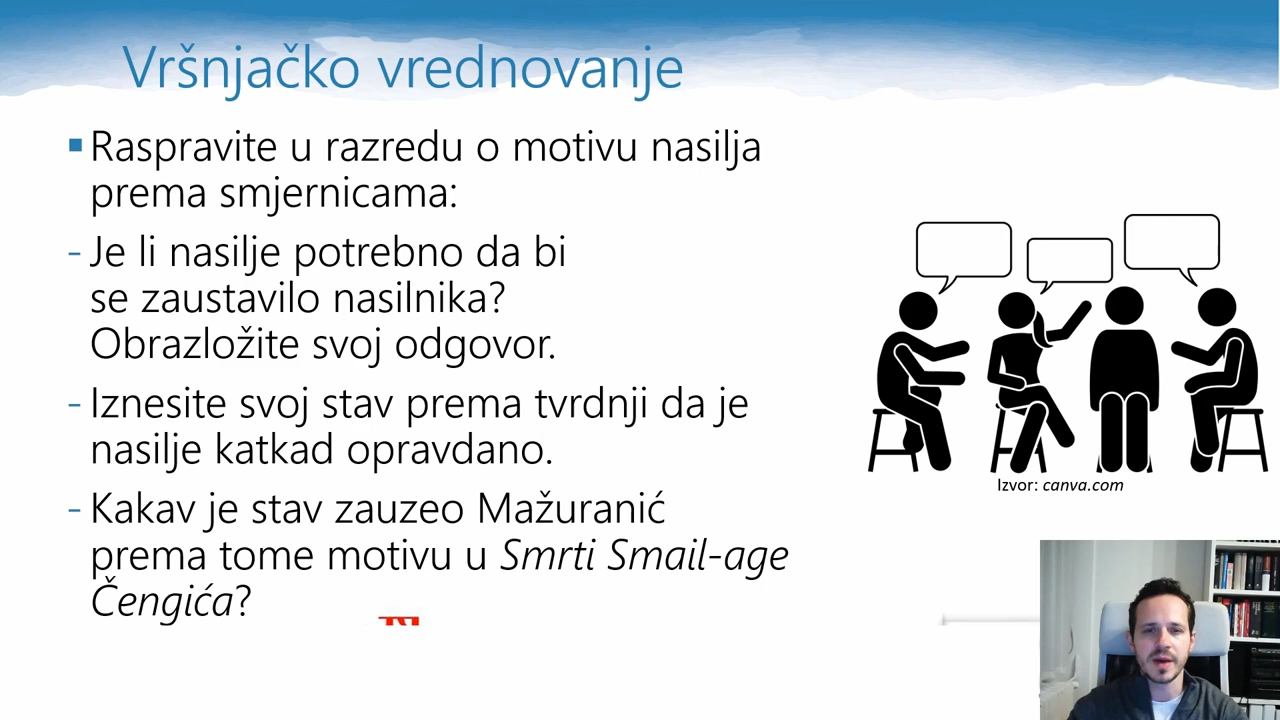 Vršnjačko vrednovanje
▪ Raspravite u razredu o motivu nasilja
prema smjernicama:
- Je li nasilje potrebno da bi
se zaustavilo nasilnika?
Obrazložite svoj odgovor.
- Iznesite svoj stav prema tvrdnji da je
nasilje katkad opravdano.
- Kakav je stav zauzeo Mažuranić
prema tome motivu u Smrti Smail-age
Čengića?
Izvor: canva.com